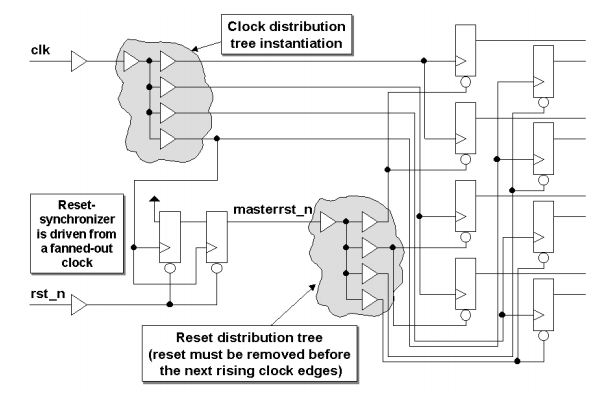 Clock distribution
tree instantiation
clk
Reset-
synchronizer
is driven from
a fanned-out
clock
masterrst_n
rst_n
Reset distribution tree
(reset must be removed before
the next rising clock edges)